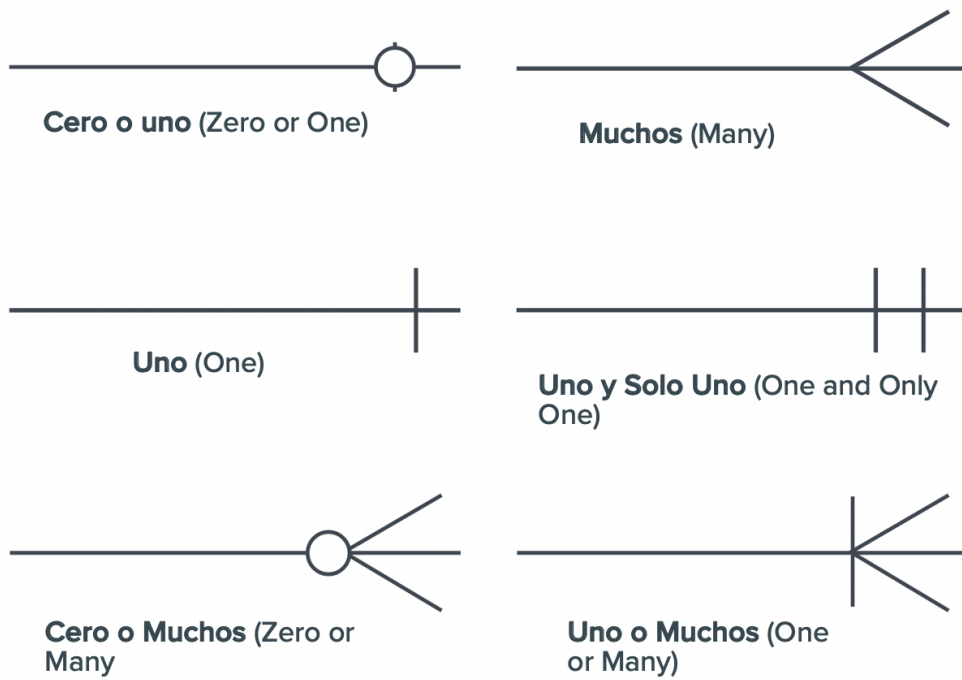 Cero o uno (Zero or One)
Muchos (Many)
Uno (One)
Uno y Solo Uno (One and Only
One)
Cero o Muchos (Zero or
Many
Uno o Muchos (One
or Many)